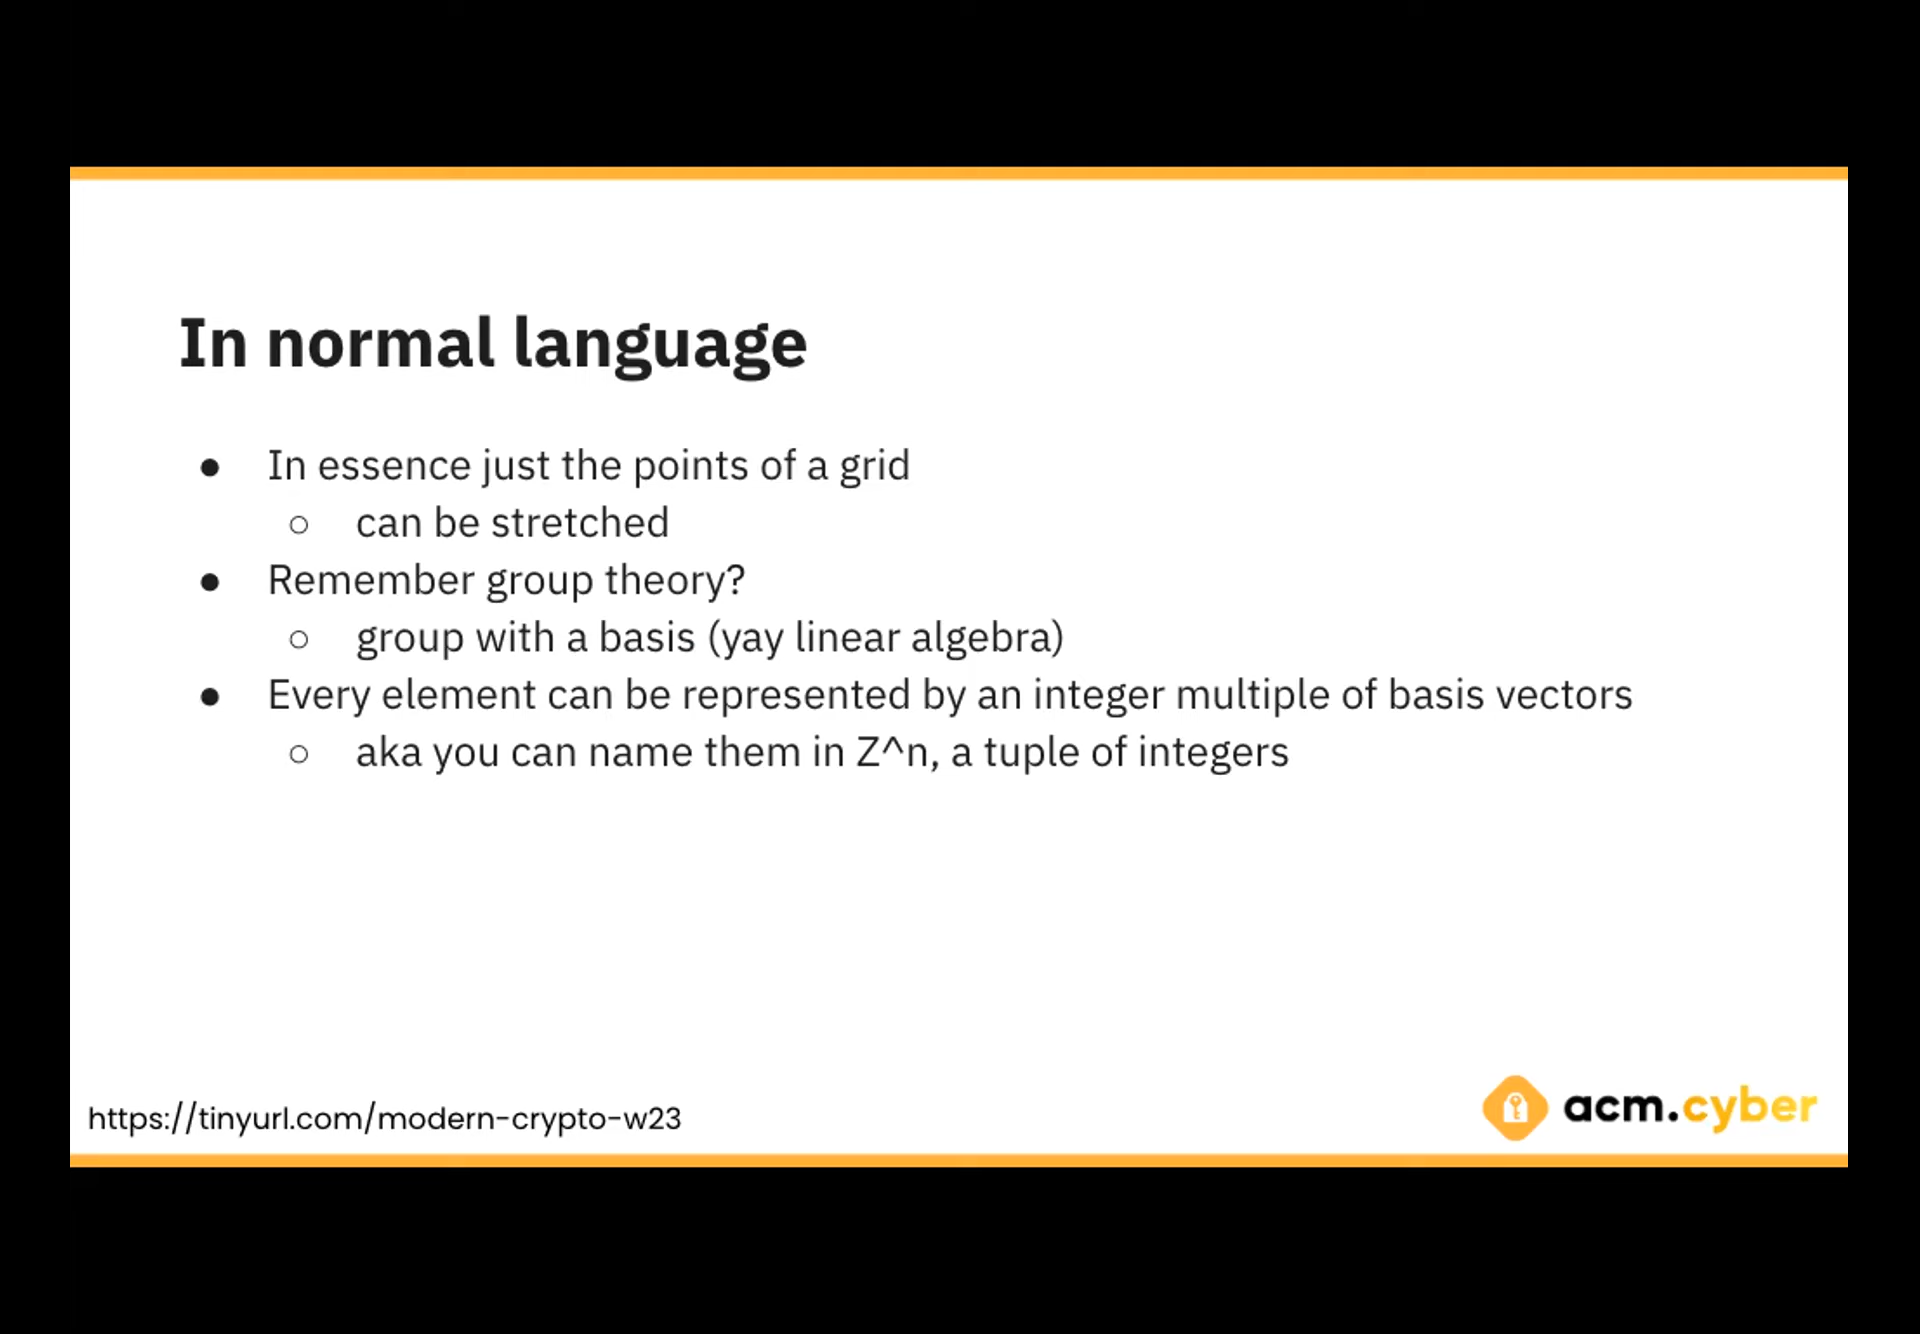 In normal language
● In essence just the points of a grid
○ can be stretched
● Remember group theory?
○ group with a basis (yay linear algebra)
● Every element can be represented by an integer multiple of basis vectors
○ aka you can name them in Z^n, a tuple of integers
https://tinyurl.com/modern-crypto-w23
acm.cyber